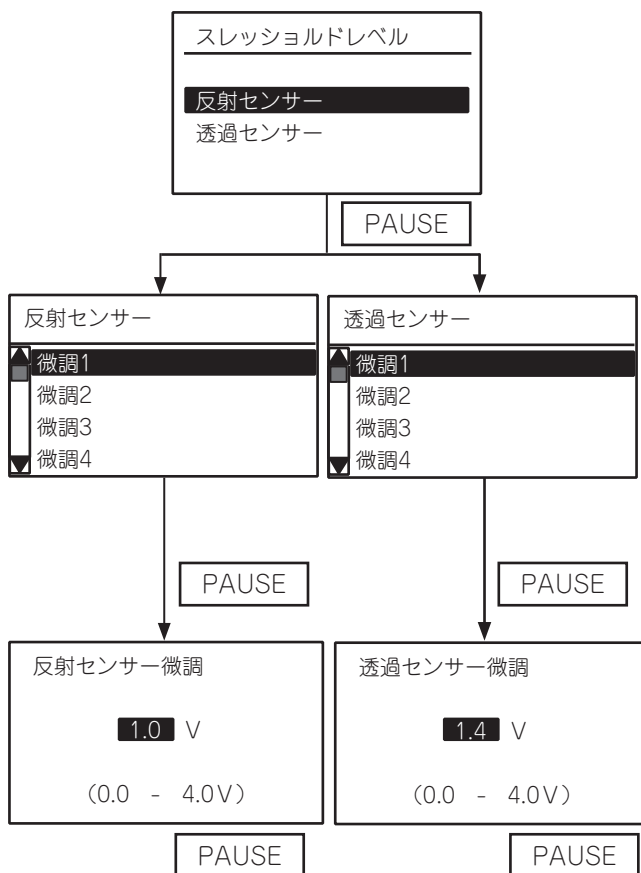 スレッショルドレベル
反射センサー
透過センサー
PAUSE
反射センサー
微調1
微調2
微調3
微調4
透過センサー
微調1
微調2
微調3
微調4
PAUSE
PAUSE
反射センサー微調
1.0 V
（0.0 - 4.0V）
透過センサー微調
1.4 V
（0.0 - 4.0V）
PAUSE
PAUSE